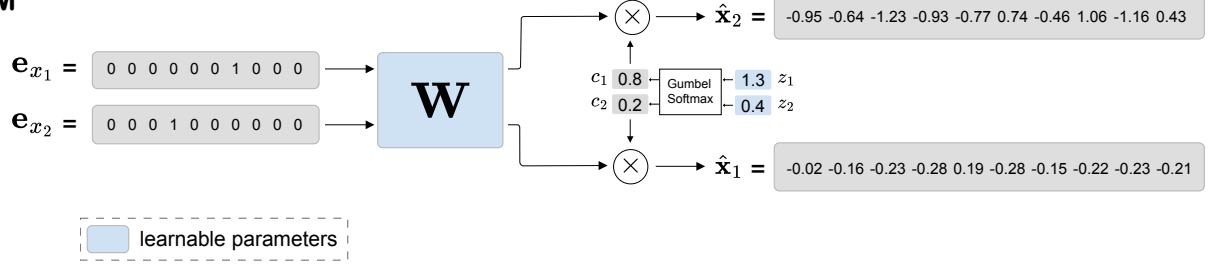 M
e_{x_1} = 0 0 0 0 0 0 1 0 0 0
e_{x_2} = 0 0 0 1 0 0 0 0 0 0
W
× x̂_2 = -0.95 -0.64 -1.23 -0.93 -0.77 0.74 -0.46 1.06 -1.16 0.43
c_1 0.8 Gumbel Softmax 1.3 z_1
c_2 0.2 0.4 z_2
× x̂_1 = -0.02 -0.16 -0.23 -0.28 0.19 -0.28 -0.15 -0.22 -0.23 -0.21
learnable parameters